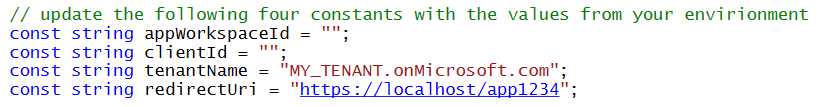 // update the following four constants with the values from your envirionment
const string appWorkspaceId = "";
const string clientId = "";
const string tenantName = "MY_TENANT.onMicrosoft.com";
const string redirectUri = "https://localhost/app1234";